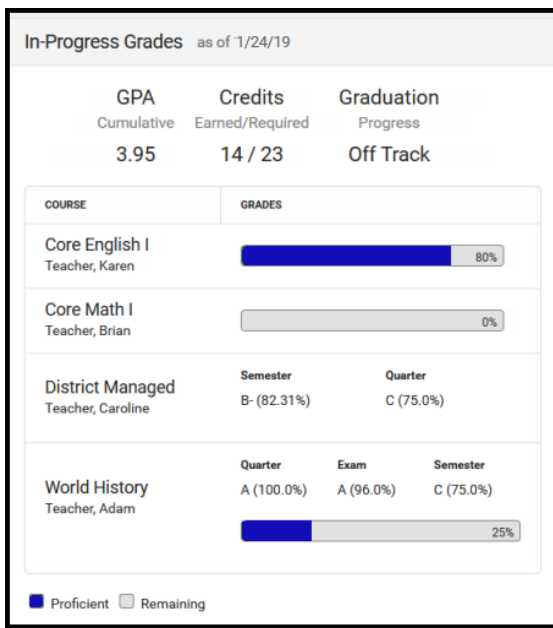 In-Progress Grades as of 1/24/19
GPA Credits Graduation
Cumulative Earned/Required Progress
3.95 14 / 23 Off Track
COURSE GRADES
Core English I
Teacher, Karen
80%
Core Math I
Teacher, Brian
0%
District Managed
Teacher, Caroline
Semester Quarter
B- (82.31%) C (75.0%)
World History
Teacher, Adam
Quarter Exam Semester
A (100.0%) A (96.0%) C (75.0%)
25%
Proficient Remaining